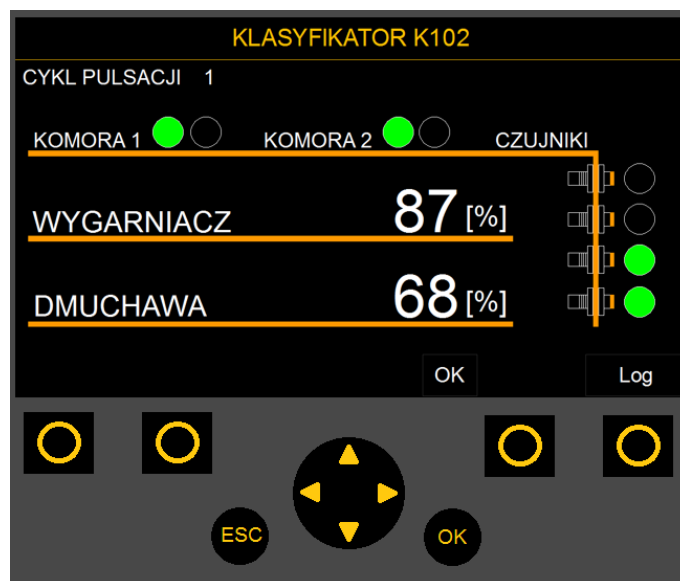 KLASYFIKATOR K102
CYKL PULSACJI 1
KOMORA 1 KOMORA 2 CZUJNIKI
WYGARNIACZ 87 [%]
DMUCHAWA 68 [%]
OK Log
ESC OK